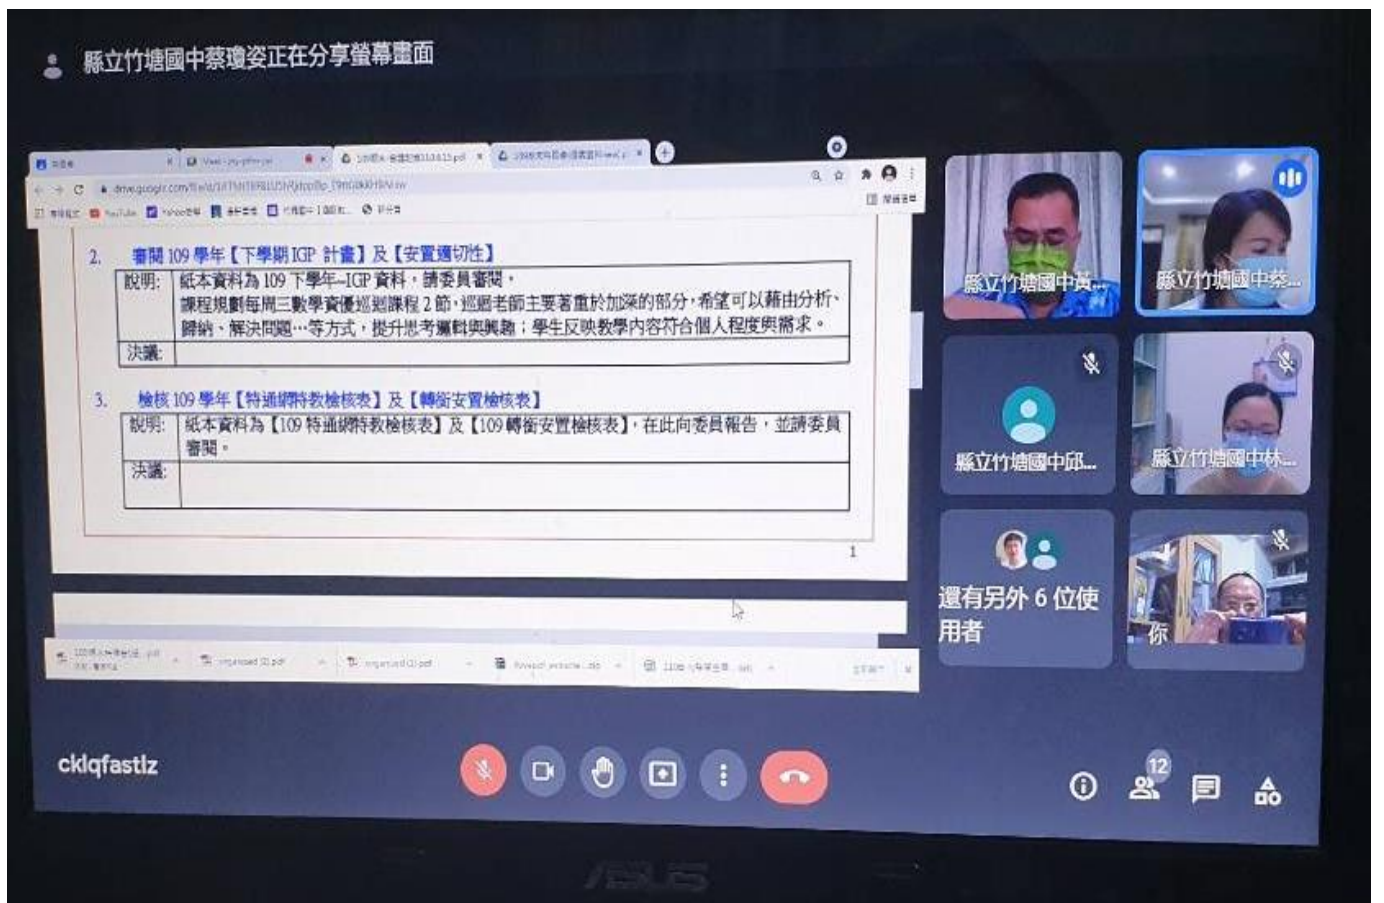 縣立竹塘國中蔡瓊姿正在分享螢幕畫面
drive.google.com
YouTube
2. 審閱 109 學年【下學期 IGP 計畫】及【安置適切性】
說明: 紙本資料為 109 下學年–IGP 資料，請委員審閱。
課程規劃每周三數學資優巡迴課程 2 節，巡迴老師主要著重於加深的部分，希望可以藉由分析、
歸納、解決問題…等方式，提升思考邏輯與興趣；學生反映教學內容符合個人程度與需求。
決議:
3. 檢核 109 學年【特通網特教檢核表】及【轉銜安置檢核表】
說明: 紙本資料為【109 特通網特教檢核表】及【109 轉銜安置檢核表】，在此向委員報告，並請委員
審閱。
決議:
1
縣立竹塘國中黃...
縣立竹塘國中蔡...
縣立竹塘國中邱...
縣立竹塘國中林...
還有另外 6 位使
用者
你
cklqfastlz
12
ASUS